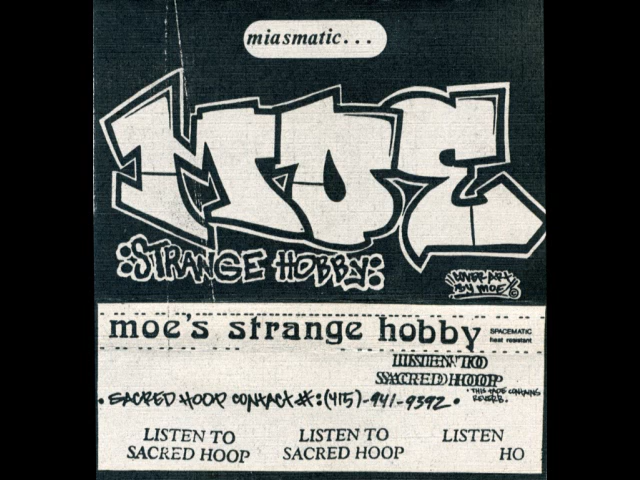 miasmatic...
MOE
:STRANGE HOBBY:
COVER ART
BY MOE
moe's strange hobby
SPACEMATIC
heat resistant
LISTEN TO
SACRED HOOP
• THIS TAPE CONTAINS
REVERB.
• SACRED HOOP CONTACT #: (415)-941-9392 •
LISTEN TO
SACRED HOOP
LISTEN TO
SACRED HOOP
LISTEN
HO